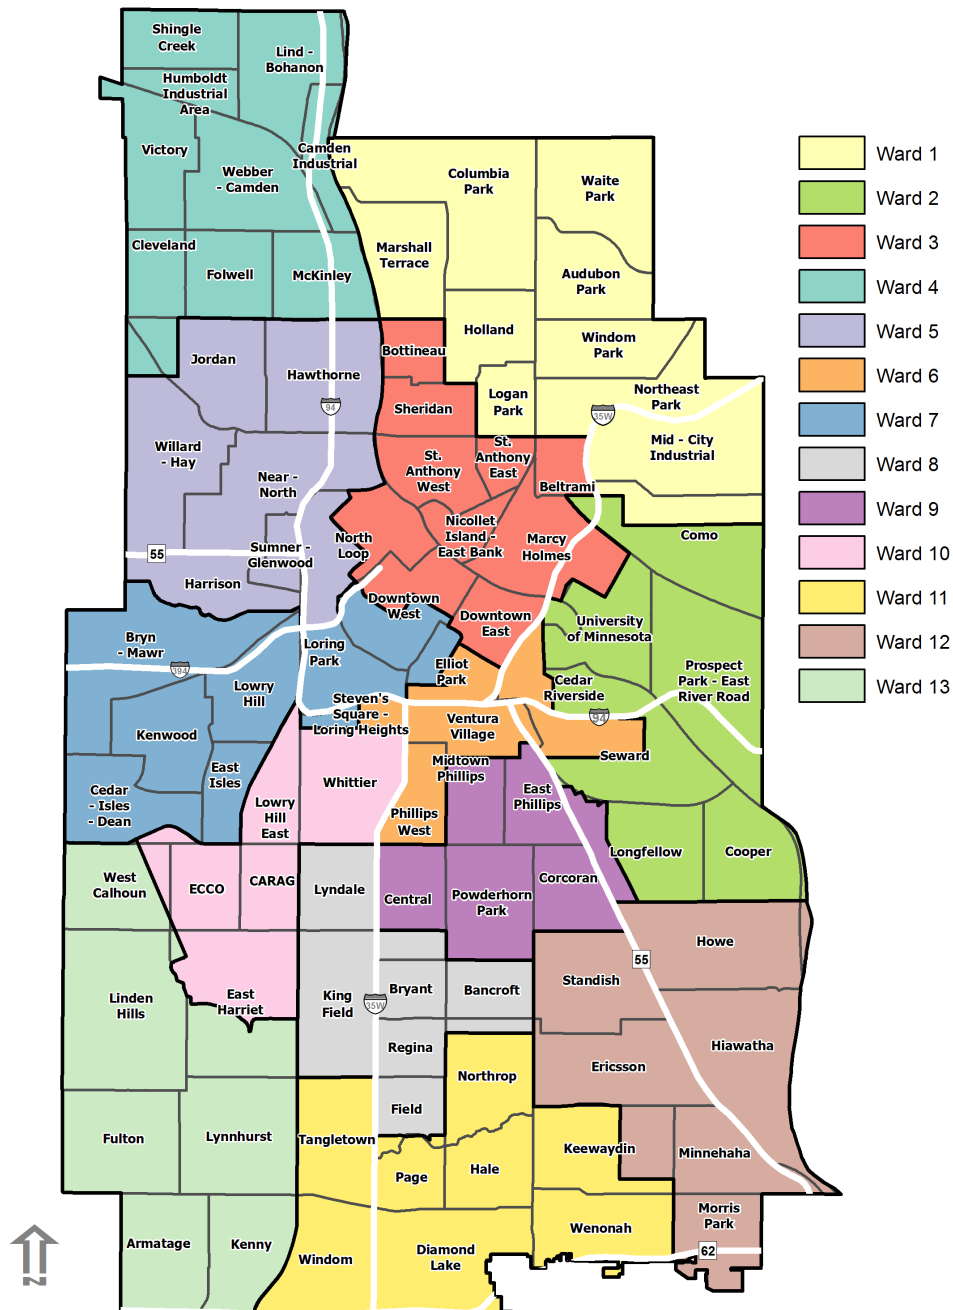 Shingle
Creek
Lind -
Bohanon
Humboldt
Industrial
Area
Victory
Webber
- Camden
Camden
Industrial
Cleveland
Folwell
McKinley
Columbia
Park
Waite
Park
Marshall
Terrace
Audubon
Park
Holland
Windom
Park
Logan
Park
Northeast
Park
Mid - City
Industrial
Bottineau
Sheridan
St.
Anthony
West
St.
Anthony
East
Beltrami
Nicollet
Island -
East Bank
Marcy
Holmes
North
Loop
Downtown
West
Downtown
East
Jordan
Hawthorne
94
35W
Willard
- Hay
Near -
North
55
Sumner -
Glenwood
Harrison
Como
University
of Minnesota
Prospect
Park - East
River Road
Cedar
Riverside
94
Seward
Longfellow
Cooper
Bryn
- Mawr
394
Loring
Park
Elliot
Park
Lowry
Hill
Steven's
Square -
Loring Heights
Ventura
Village
Kenwood
East
Isles
Cedar
- Isles
- Dean
Midtown
Phillips
East
Phillips
Phillips
West
Whittier
Lowry
Hill
East
West
Calhoun
ECCO
CARAG
Lyndale
Central
Powderhorn
Park
Corcoran
Howe
55
Standish
Linden
Hills
East
Harriet
King
Field
35W
Bryant
Bancroft
Regina
Hiawatha
Ericsson
Northrop
Field
Fulton
Lynnhurst
Tangletown
Keewaydin
Minnehaha
Page
Hale
Morris
Park
Wenonah
62
Armatage
Kenny
Windom
Diamond
Lake
N
Ward 1
Ward 2
Ward 3
Ward 4
Ward 5
Ward 6
Ward 7
Ward 8
Ward 9
Ward 10
Ward 11
Ward 12
Ward 13